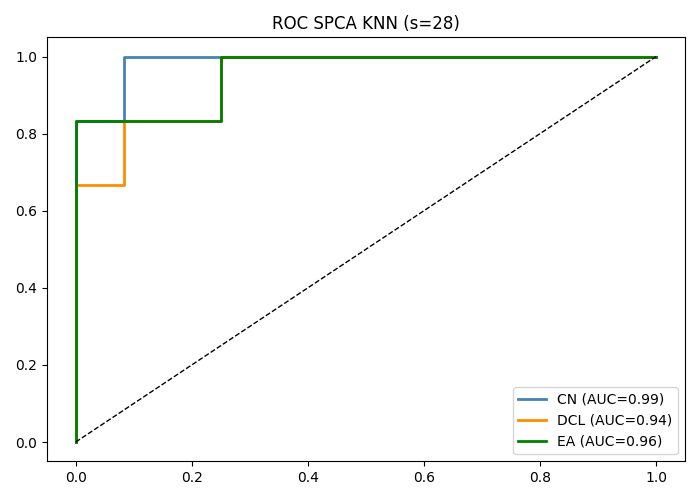 ROC SPCA KNN (s=28)
1.0
0.8
0.6
0.4
0.2
0.0
CN (AUC=0.99)
DCL (AUC=0.94)
EA (AUC=0.96)
0.0 0.2 0.4 0.6 0.8 1.0